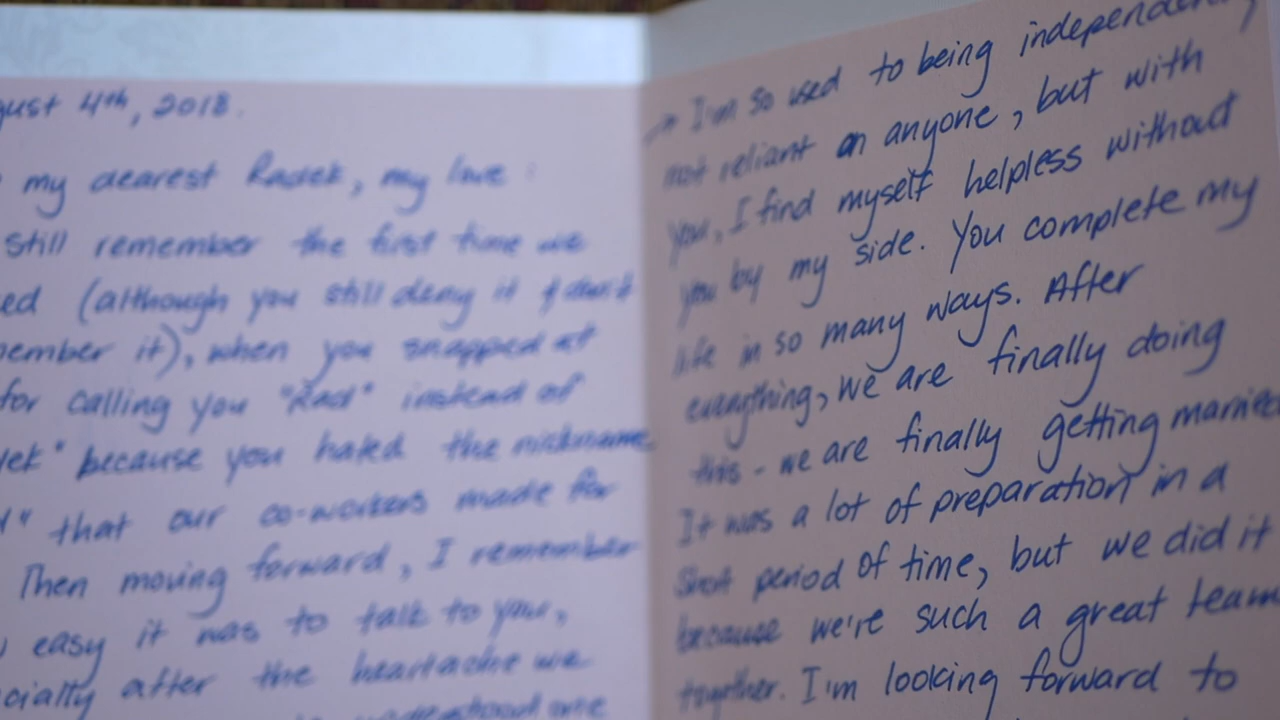 gust 4th, 2018.
my dearest Radek, my love:
still remember the first time we
ed (although you still deny it & don't
member it), when you snapped at
for calling you "Rad" instead of
dek" because you hated the nickname
d" that our co-workers made for
Then moving forward, I remember
easy it was to talk to you,
cially after the heartache we
understood one
→ I'm so used to being independent,
not reliant on anyone, but with
you, I find myself helpless without
you by my side. You complete my
life in so many ways. After
everything, we are finally doing
this - we are finally getting married
It was a lot of preparation in a
short period of time, but we did it
because we're such a great team
together. I'm looking forward to